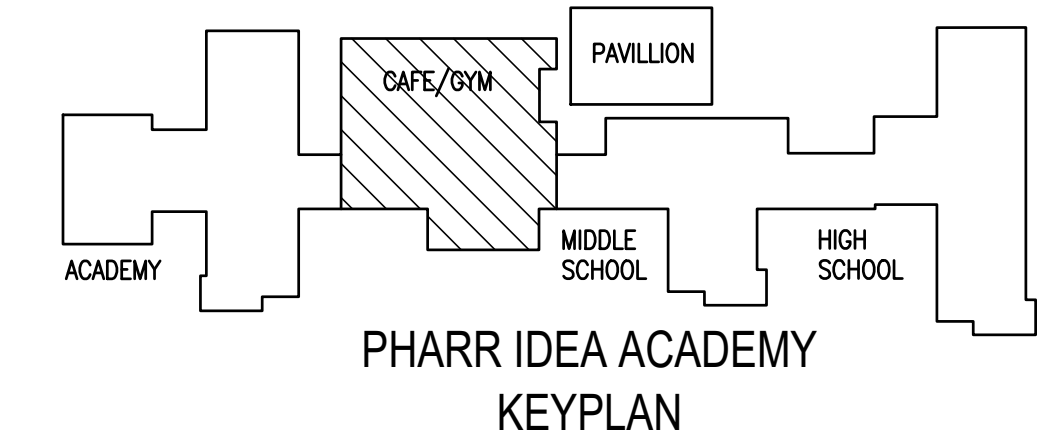 PAVILLION
CAFE/GYM
ACADEMY
MIDDLE
SCHOOL
HIGH
SCHOOL
PHARR IDEA ACADEMY
KEYPLAN